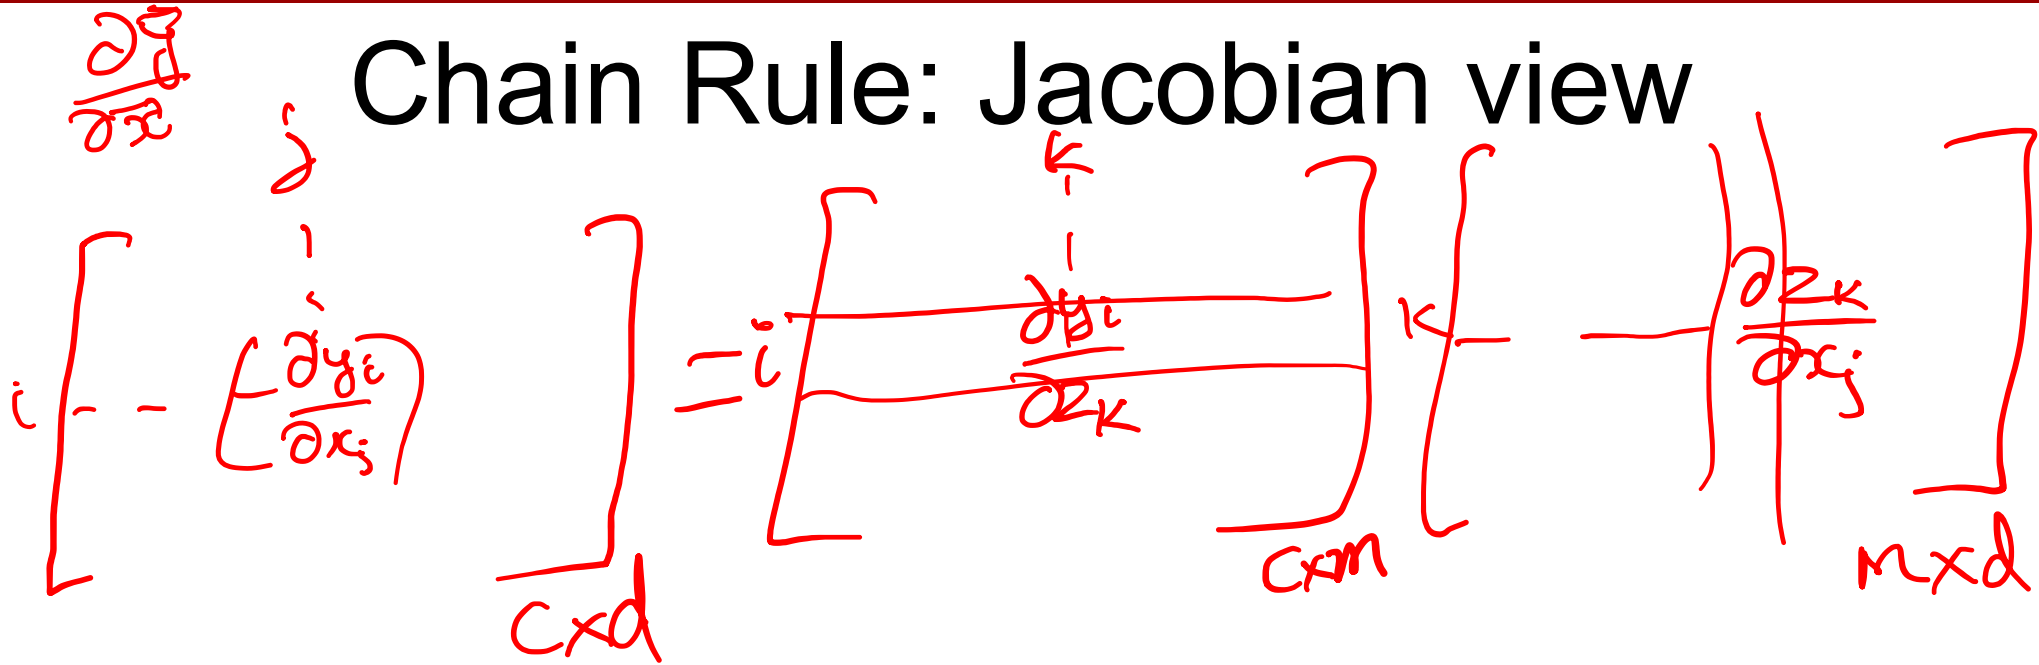 Chain Rule: Jacobian view
∂y⃗
∂x⃗
j
k
i
∂yᵢ
∂xⱼ
=
i
∂yᵢ
∂zₖ
k
∂zₖ
∂xⱼ
c×d
c×m
m×d